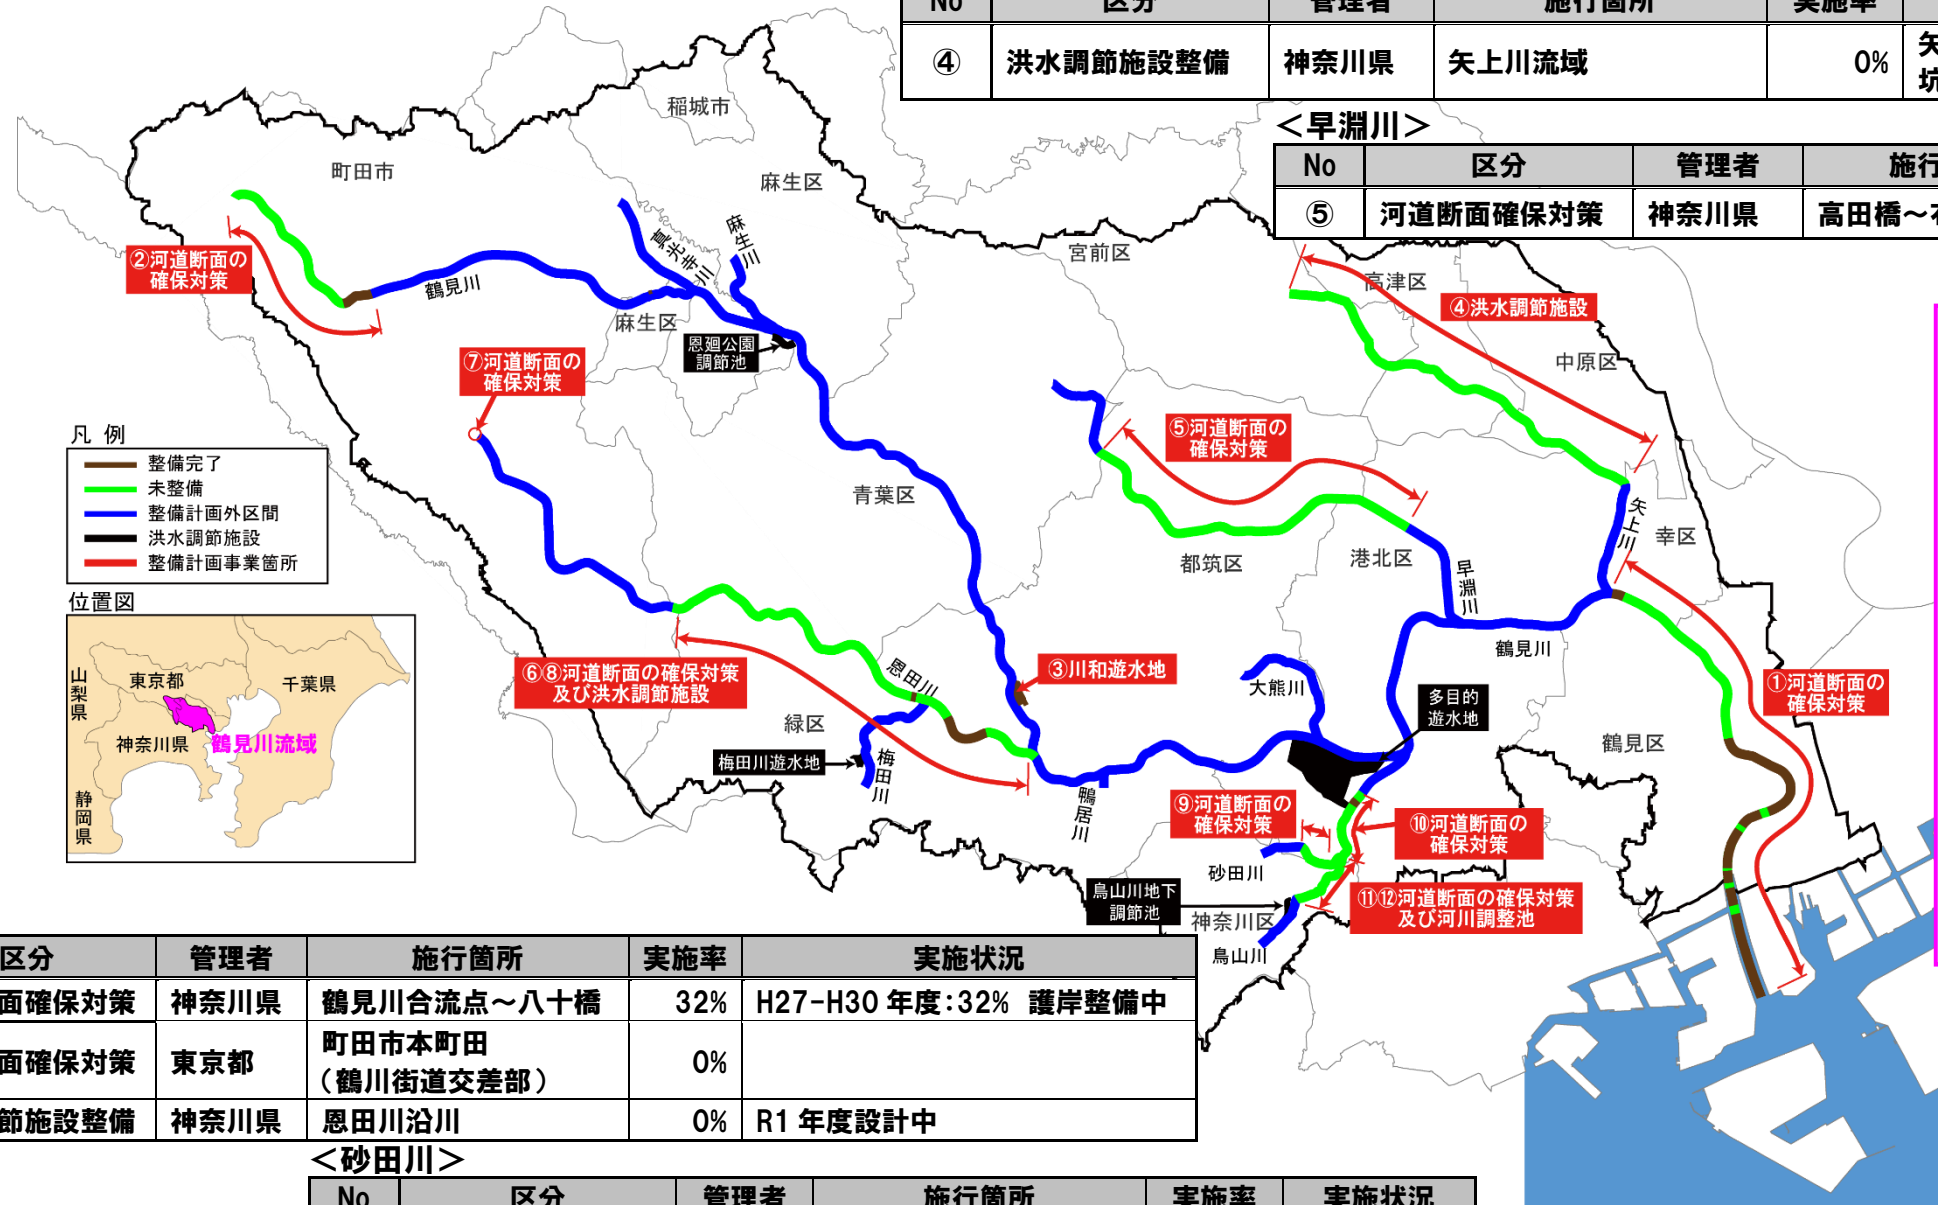 No 区分 管理者 施行箇所 実施率
④ 洪水調節施設整備 神奈川県 矢上川流域 0% 矢
坑
＜早淵川＞
No 区分 管理者 施行
⑤ 河道断面確保対策 神奈川県 高田橋～
稲城市
町田市
麻生区
麻生川
真光寺川
宮前区
高津区
②河道断面の
確保対策
鶴見川
麻生区
④洪水調節施設
中原区
恩廻公園
調節池
⑦河道断面の
確保対策
⑤河道断面の
確保対策
凡 例
整備完了
未整備
整備計画外区間
洪水調節施設
整備計画事業箇所
青葉区
矢上川
幸区
都筑区
港北区
早淵川
位置図
山梨県
東京都
千葉県
神奈川県
鶴見川流域
静岡県
鶴見川
⑥⑧河道断面の確保対策
及び洪水調節施設
恩田川
③川和遊水地
大熊川
多目的
遊水地
①河道断面の
確保対策
緑区
鶴見区
梅田川遊水地
梅田川
鴨居川
⑨河道断面の
確保対策
⑩河道断面の
確保対策
砂田川
鳥山川地下
調節池
神奈川区
⑪⑫河道断面の確保対策
及び河川調整池
鳥山川
区分 管理者 施行箇所 実施率 実施状況
面確保対策 神奈川県 鶴見川合流点～八十橋 32% H27-H30年度:32% 護岸整備中
面確保対策 東京都 町田市本町田
（鶴川街道交差部） 0%
節施設整備 神奈川県 恩田川沿川 0% R1年度設計中
＜砂田川＞
No 区分 管理者 施行箇所 実施率 実施状況